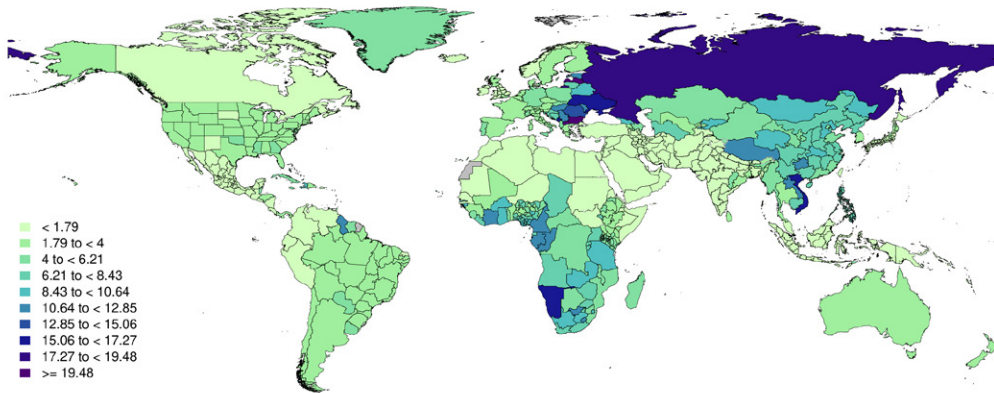 < 1.79
1.79 to < 4
4 to < 6.21
6.21 to < 8.43
8.43 to < 10.64
10.64 to < 12.85
12.85 to < 15.06
15.06 to < 17.27
17.27 to < 19.48
>= 19.48